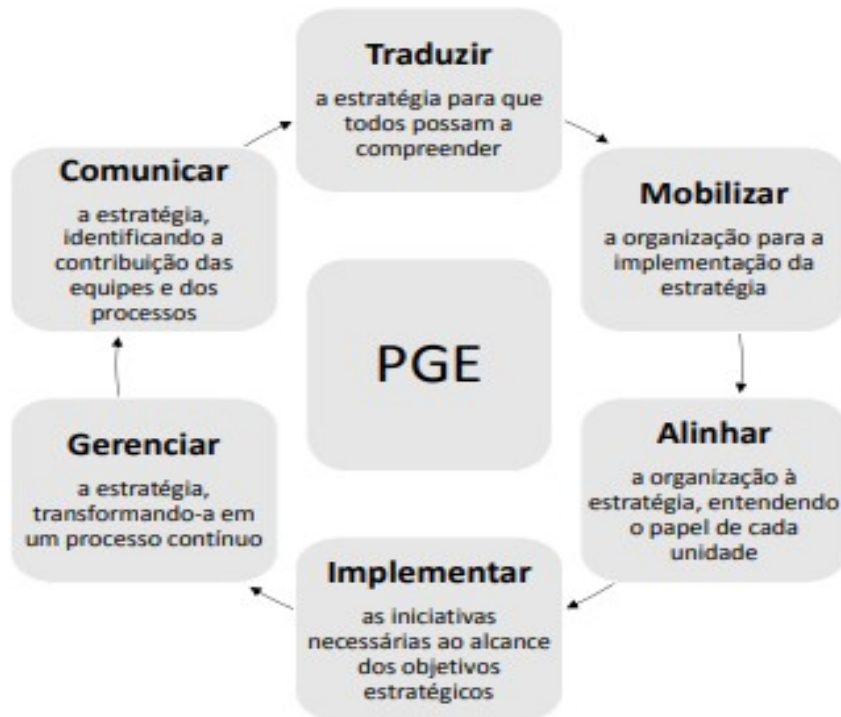 Traduzir
a estratégia para que
todos possam a
compreender
Mobilizar
a organização para a
implementação da
estratégia
Alinhar
a organização à
estratégia, entendendo
o papel de cada
unidade
Implementar
as iniciativas
necessárias ao alcance
dos objetivos
estratégicos
Gerenciar
a estratégia,
transformando-a em
um processo contínuo
Comunicar
a estratégia,
identificando a
contribuição das
equipes e dos
processos
PGE